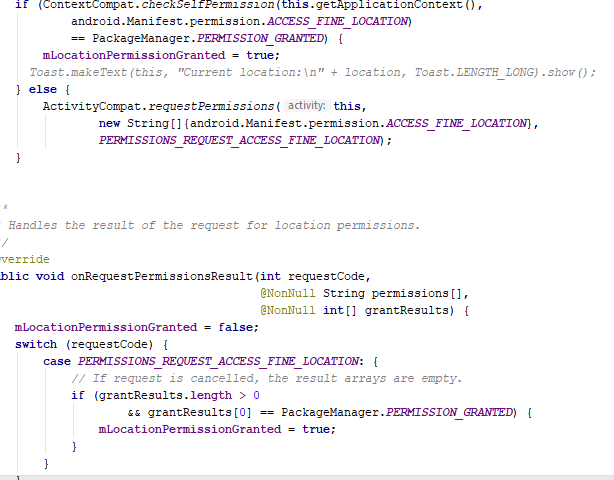 if (ContextCompat.checkSelfPermission(this.getApplicationContext(),
android.Manifest.permission.ACCESS_FINE_LOCATION)
== PackageManager.PERMISSION_GRANTED) {
mLocationPermissionGranted = true;
Toast.makeText(this, "Current location:\n" + location, Toast.LENGTH_LONG).show();
} else {
ActivityCompat.requestPermissions( activity: this,
new String[]{android.Manifest.permission.ACCESS_FINE_LOCATION},
PERMISSIONS_REQUEST_ACCESS_FINE_LOCATION);
}
*
Handles the result of the request for location permissions.
/
verride
blic void onRequestPermissionsResult(int requestCode,
@NonNull String permissions[],
@NonNull int[] grantResults) {
mLocationPermissionGranted = false;
switch (requestCode) {
case PERMISSIONS_REQUEST_ACCESS_FINE_LOCATION: {
// If request is cancelled, the result arrays are empty.
if (grantResults.length > 0
&& grantResults[0] == PackageManager.PERMISSION_GRANTED) {
mLocationPermissionGranted = true;
}
}